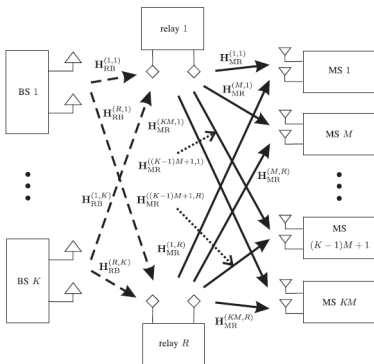 relay 1
BS 1
BS K
H_RB^(1,1)
H_RB^(R,1)
H_RB^(1,K)
H_RB^(R,K)
H_MR^(1,1)
H_MR^(M,1)
H_MR^(KM,1)
H_MR^((K−1)M+1,1)
H_MR^((K−1)M+1,R)
H_MR^(M,R)
H_MR^(1,R)
H_MR^(KM,R)
MS 1
MS M
MS
(K − 1)M + 1
MS KM
relay R